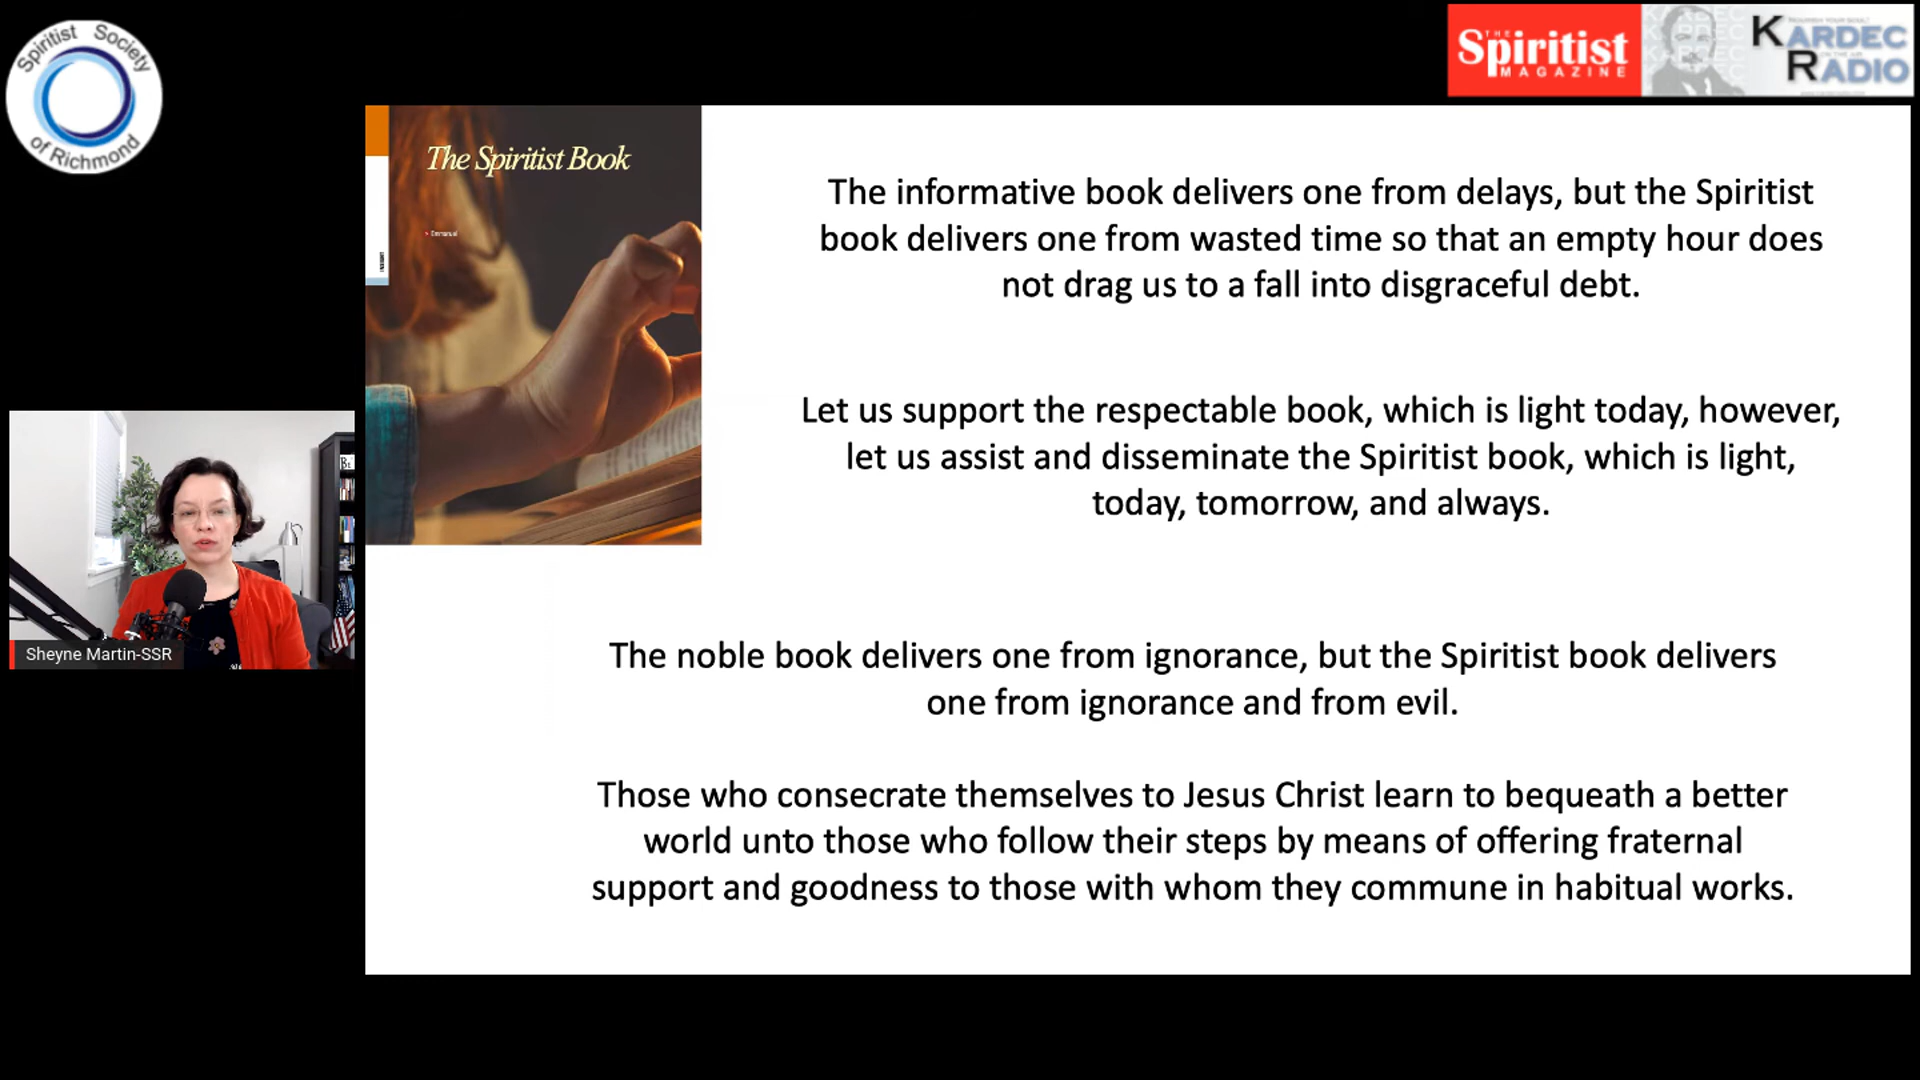 Spiritist Society
of Richmond
THE
Spiritist
MAGAZINE
KARDEC
RADIO
The Spiritist Book
Emmanuel
The informative book delivers one from delays, but the Spiritist
book delivers one from wasted time so that an empty hour does
not drag us to a fall into disgraceful debt.
Let us support the respectable book, which is light today, however,
let us assist and disseminate the Spiritist book, which is light,
today, tomorrow, and always.
Sheyne Martin-SSR
The noble book delivers one from ignorance, but the Spiritist book delivers
one from ignorance and from evil.
Those who consecrate themselves to Jesus Christ learn to bequeath a better
world unto those who follow their steps by means of offering fraternal
support and goodness to those with whom they commune in habitual works.